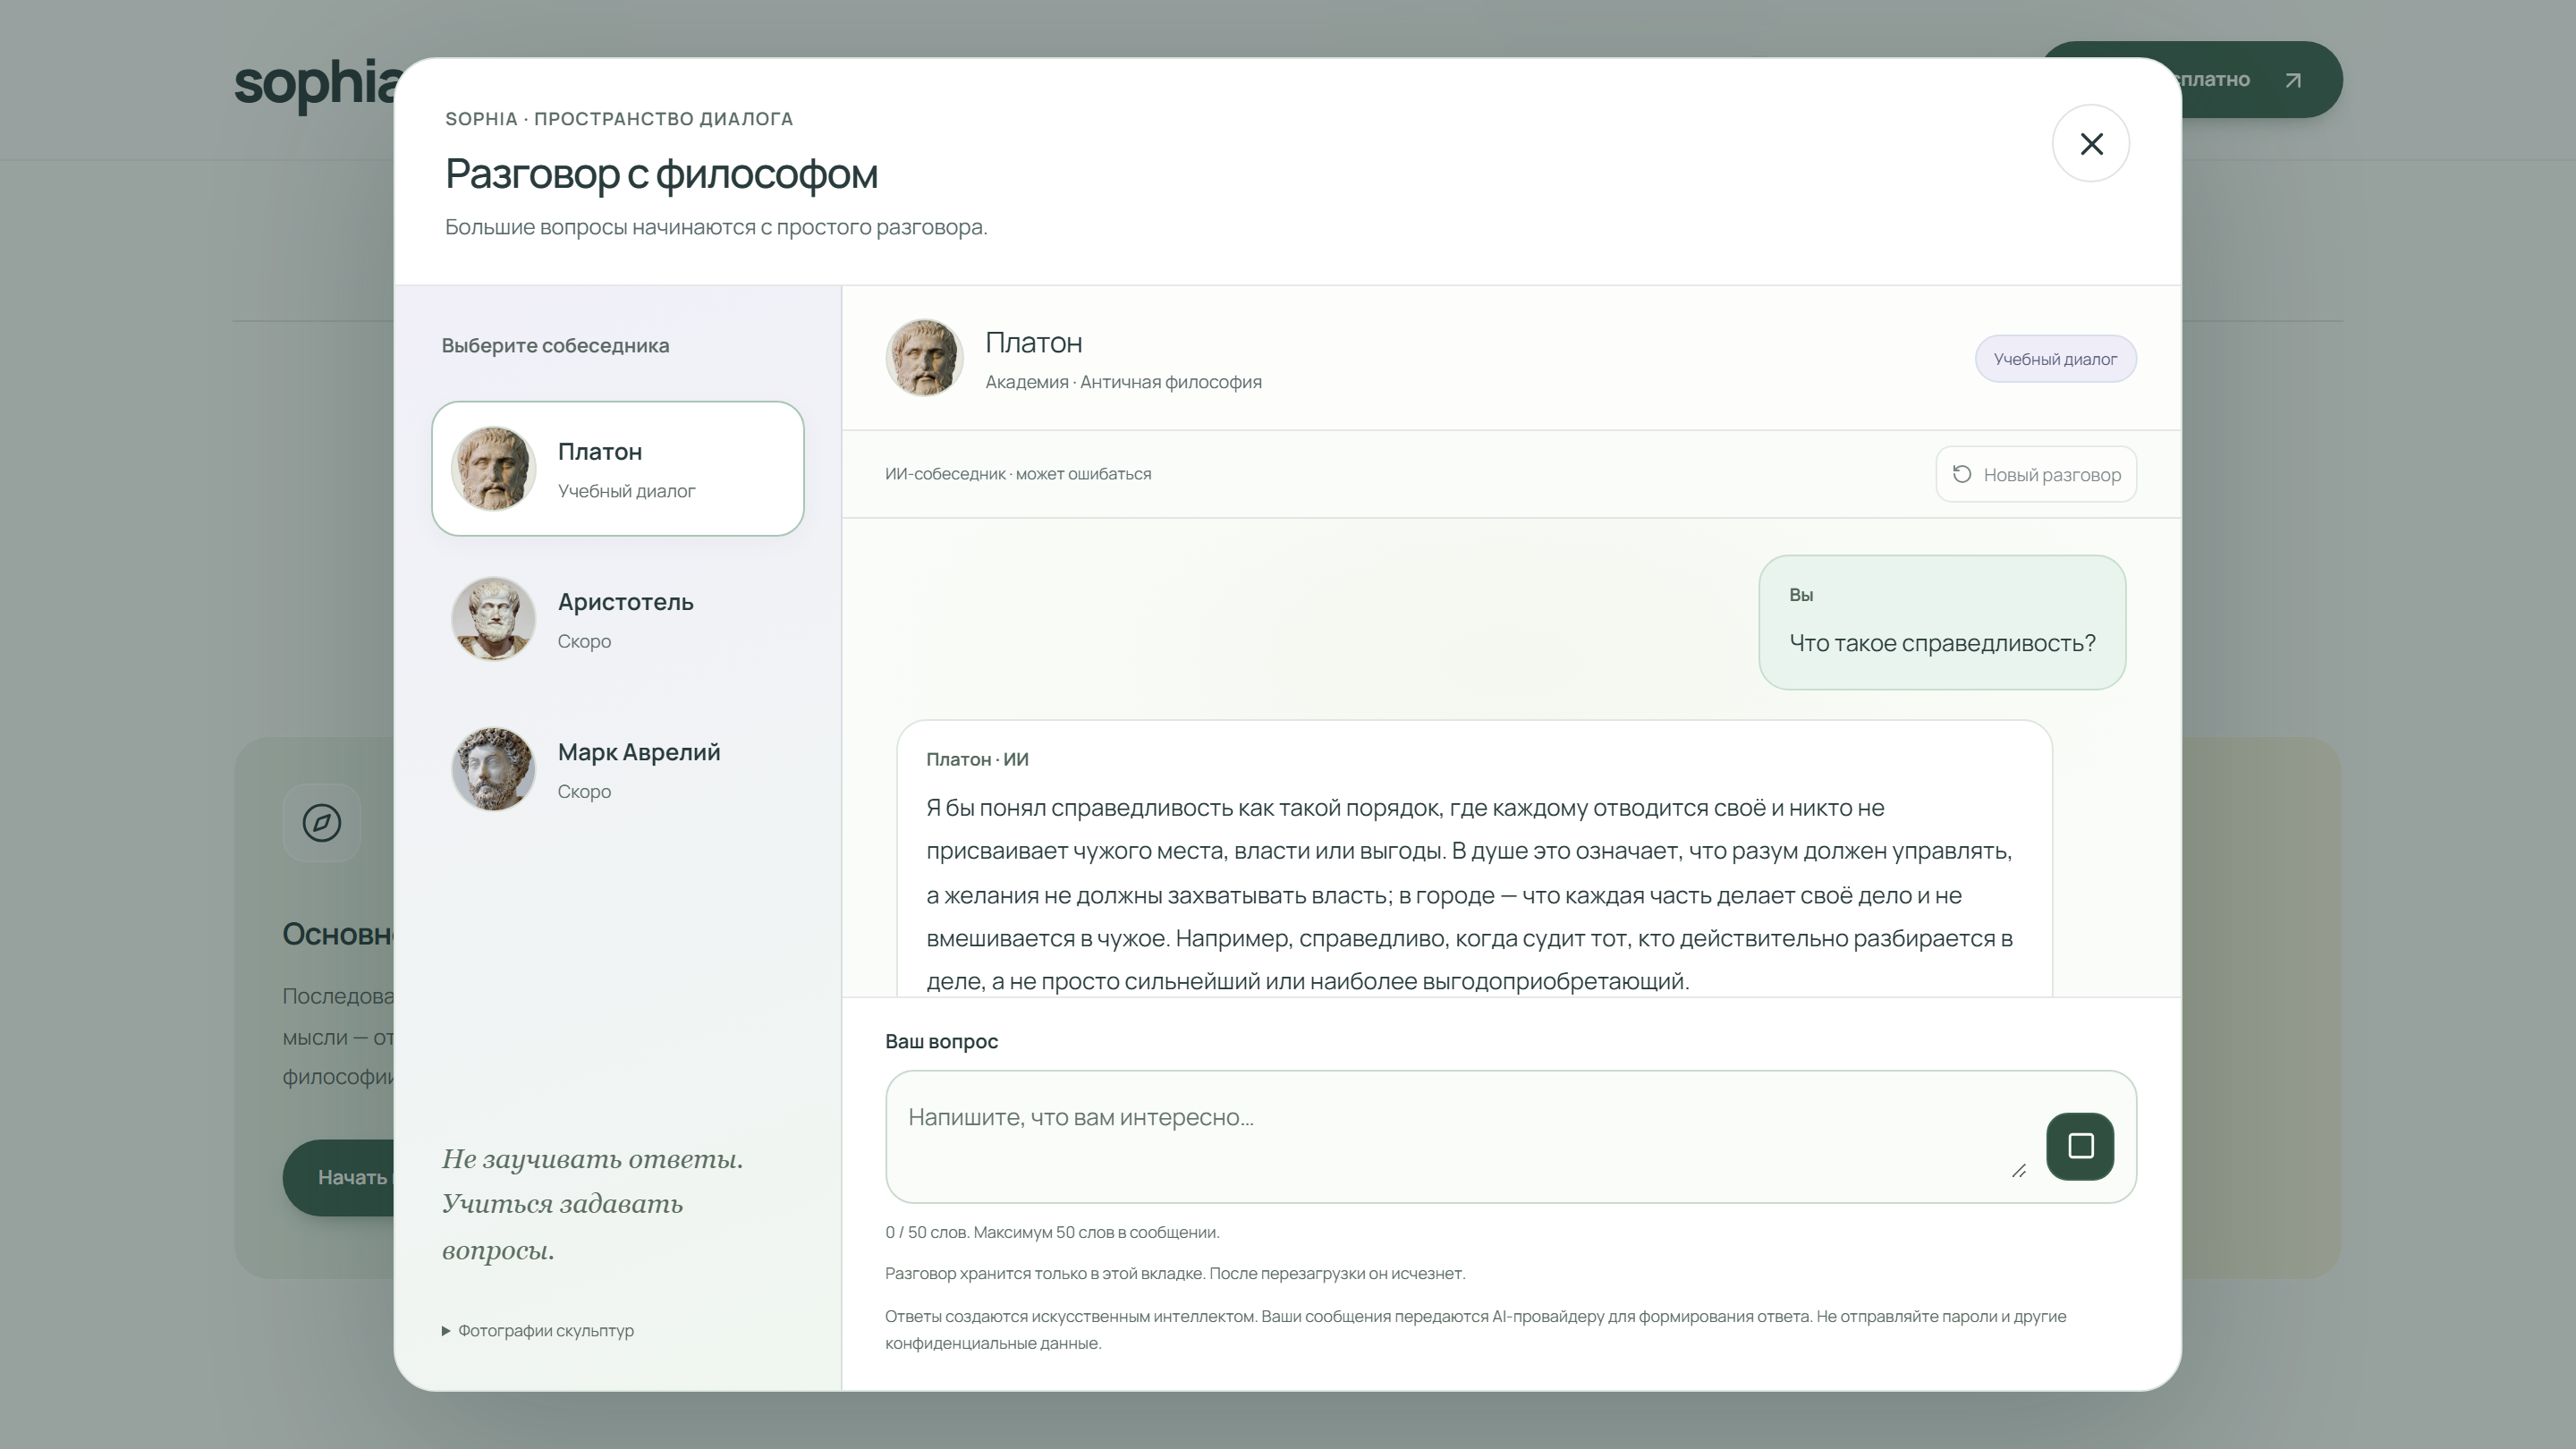 sophia
сплатно
SOPHIA · ПРОСТРАНСТВО ДИАЛОГА
Разговор с философом
Большие вопросы начинаются с простого разговора.
Выберите собеседника
Платон
Учебный диалог
Аристотель
Скоро
Марк Аврелий
Скоро
Не заучивать ответы.
Учиться задавать
вопросы.
Фотографии скульптур
Платон
Академия · Античная философия
Учебный диалог
ИИ-собеседник · может ошибаться
Новый разговор
Вы
Что такое справедливость?
Платон · ИИ
Я бы понял справедливость как такой порядок, где каждому отводится своё и никто не
присваивает чужого места, власти или выгоды. В душе это означает, что разум должен управлять,
а желания не должны захватывать власть; в городе — что каждая часть делает своё дело и не
вмешивается в чужое. Например, справедливо, когда судит тот, кто действительно разбирается в
деле, а не просто сильнейший или наиболее выгодоприобретающий.
Ваш вопрос
Напишите, что вам интересно...
0 / 50 слов. Максимум 50 слов в сообщении.
Разговор хранится только в этой вкладке. После перезагрузки он исчезнет.
Ответы создаются искусственным интеллектом. Ваши сообщения передаются AI-провайдеру для формирования ответа. Не отправляйте пароли и другие
конфиденциальные данные.
Основн
Последова
мысли — от
философии
Начать